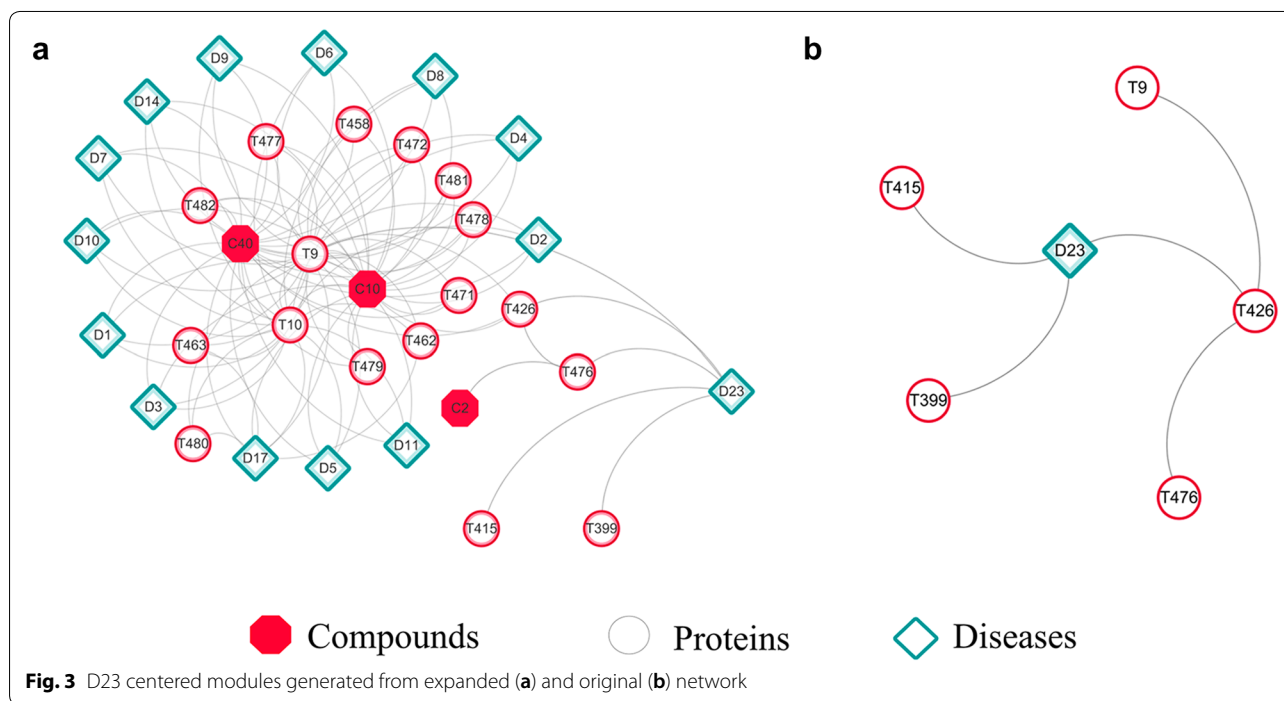 a
b
D9
D6
D8
D14
T458
T477
T472
D4
D7
T481
T482
T478
D10
C40
T9
D2
C10
T471
T426
T10
D1
T463
T462
T479
T476
D23
D3
C2
T480
D11
D17
D5
T415
T399
T9
T415
D23
T426
T399
T476
Compounds
Proteins
Diseases
Fig. 3 D23 centered modules generated from expanded (a) and original (b) network